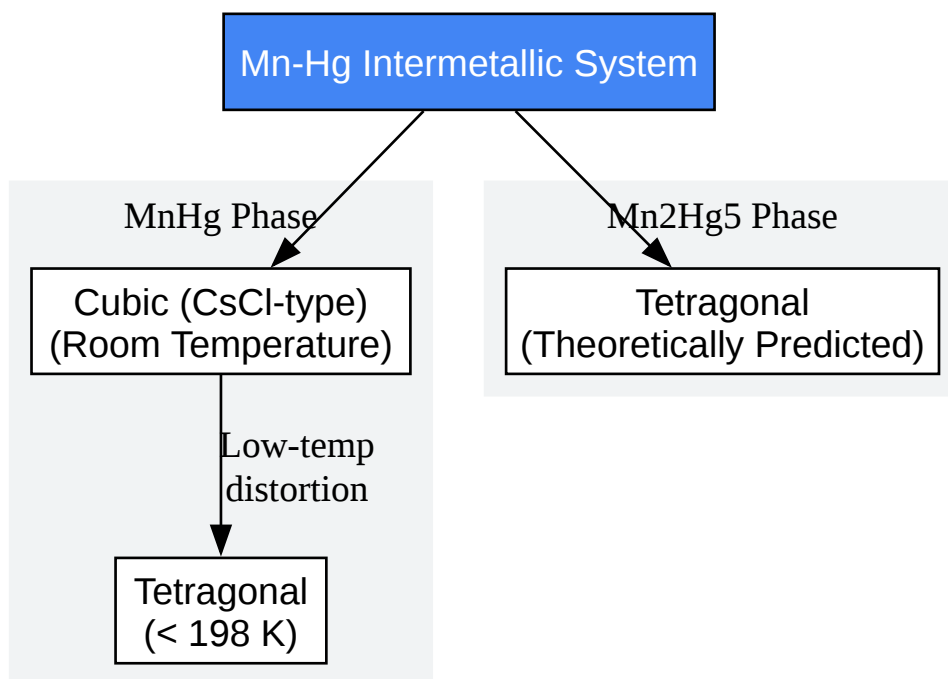 Mn-Hg Intermetallic System
MnHg Phase
Cubic (CsCl-type)
(Room Temperature)
Low-temp
distortion
Tetragonal
(< 198 K)
Mn2Hg5 Phase
Tetragonal
(Theoretically Predicted)